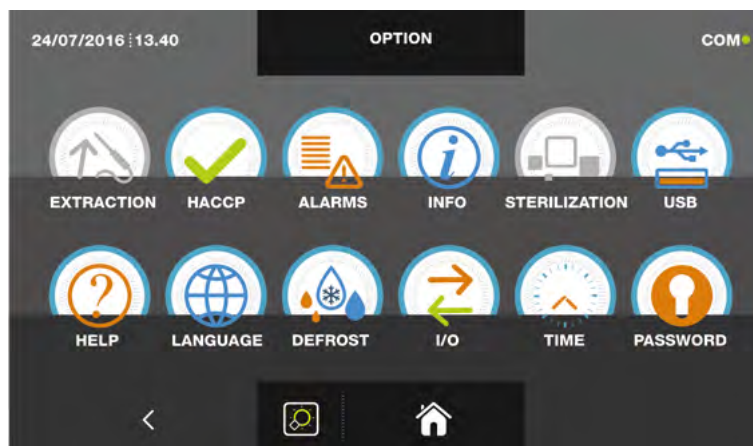 24/07/2016 13.40 OPTION COM
EXTRACTION HACCP ALARMS INFO STERILIZATION USB
HELP LANGUAGE DEFROST I/O TIME PASSWORD